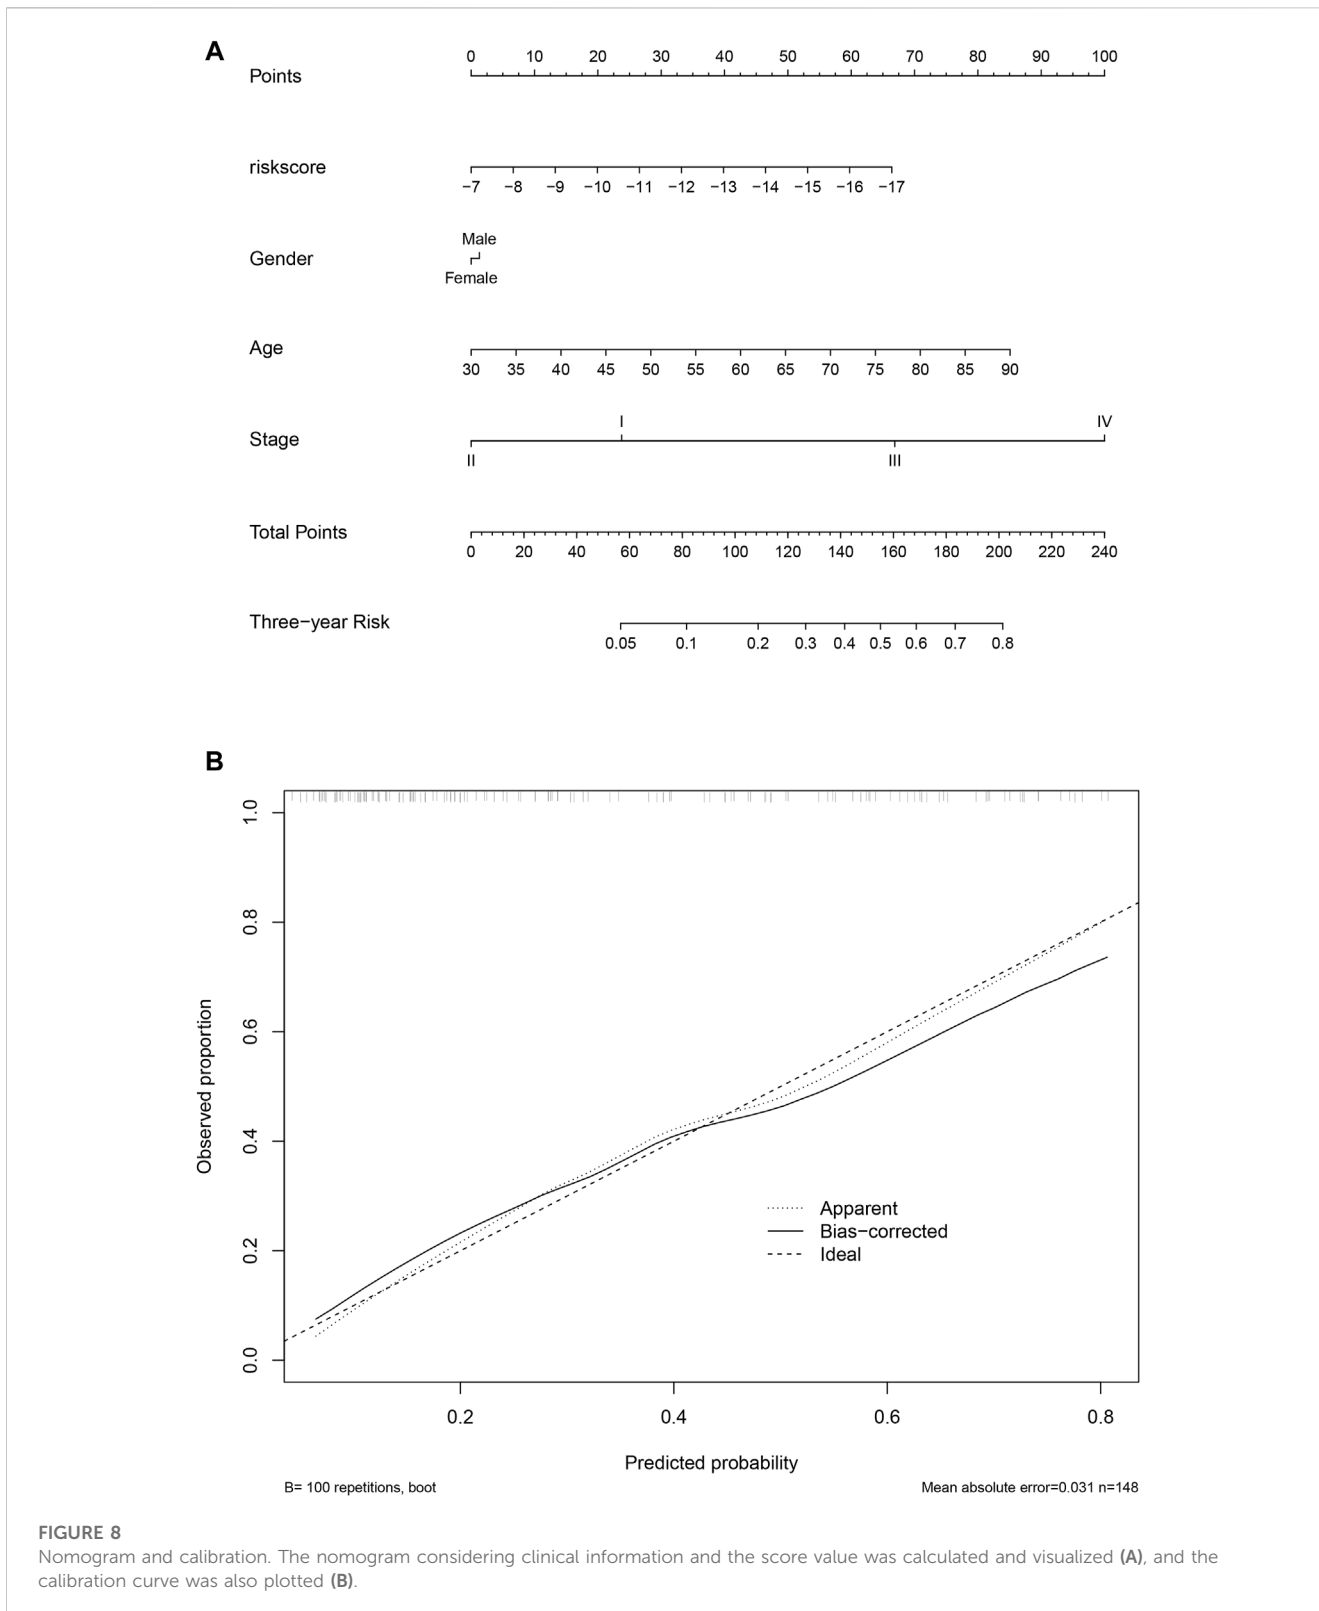 A
Points
0 10 20 30 40 50 60 70 80 90 100
riskscore
−7 −8 −9 −10 −11 −12 −13 −14 −15 −16 −17
Male
Gender
Female
Age
30 35 40 45 50 55 60 65 70 75 80 85 90
I IV
Stage
II III
Total Points
0 20 40 60 80 100 120 140 160 180 200 220 240
Three−year Risk
0.05 0.1 0.2 0.3 0.4 0.5 0.6 0.7 0.8
B
1.0
0.8
0.6
0.4
0.2
0.0
Observed proportion
Apparent
Bias−corrected
Ideal
0.2 0.4 0.6 0.8
Predicted probability
B= 100 repetitions, boot
Mean absolute error=0.031 n=148
FIGURE 8
Nomogram and calibration. The nomogram considering clinical information and the score value was calculated and visualized (A), and the
calibration curve was also plotted (B).